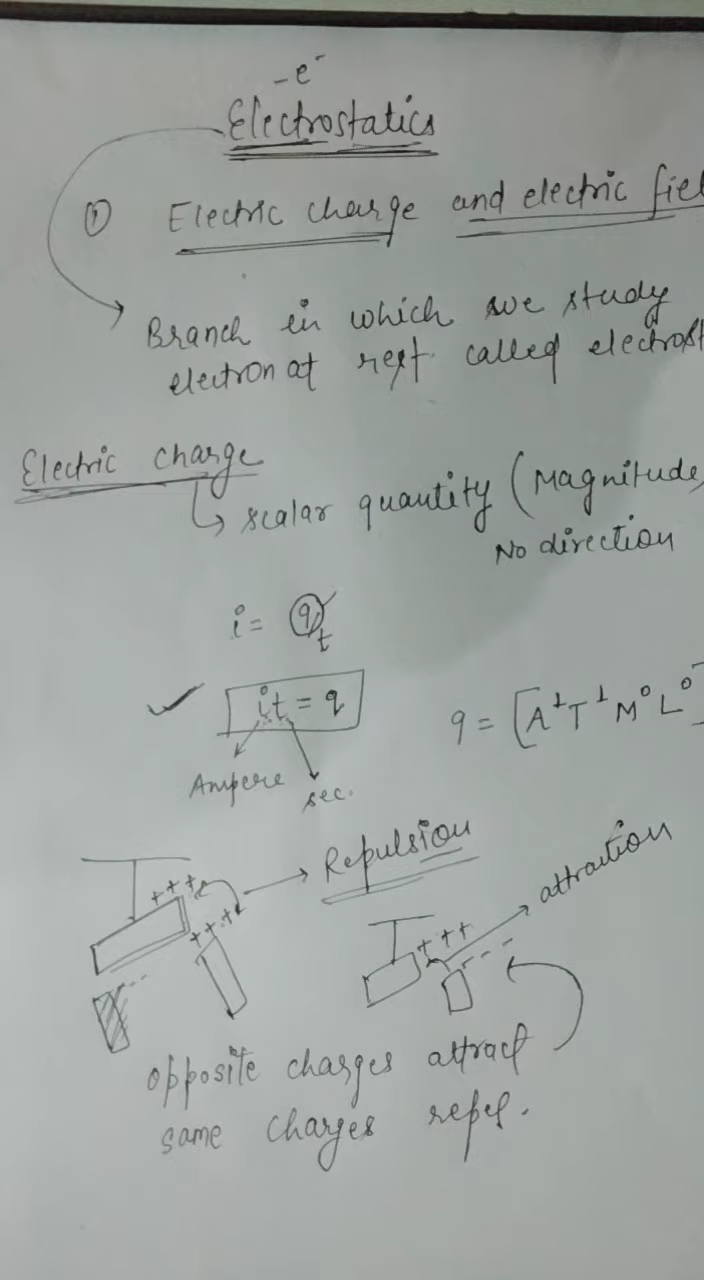 -e⁻
Electrostatics
① Electric charge and electric fiel
Branch in which we study
electron at rest called electrost
Electric charge
↳ scalar quantity (Magnitude,
No direction
i = q/t
it = q
q = [A¹T¹M⁰L⁰]
Ampere
sec.
+++ → Repulsion
+++
+++ attraction
---
---
opposite charges attract
same charges repel.